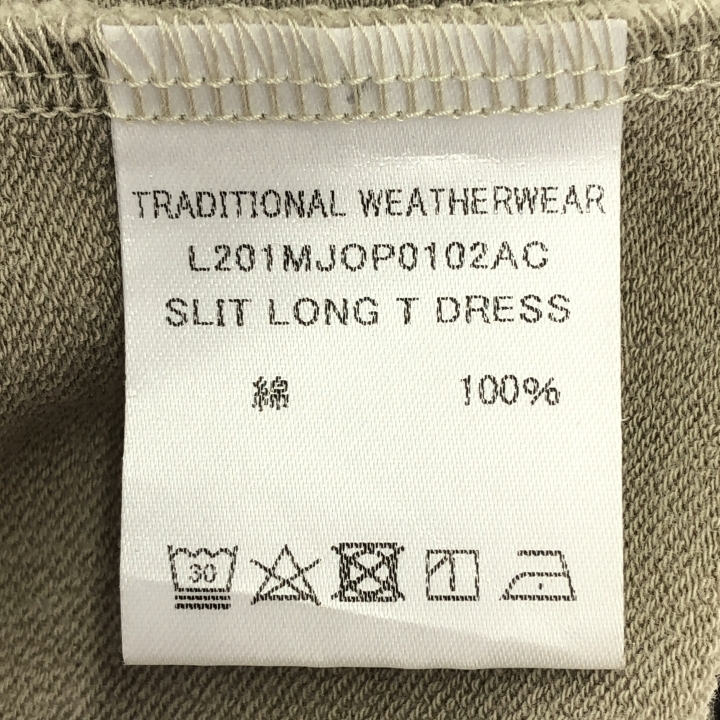 TRADITIONAL WEATHERWEAR
L201MJOP0102AC
SLIT LONG T DRESS
綿 100%
30